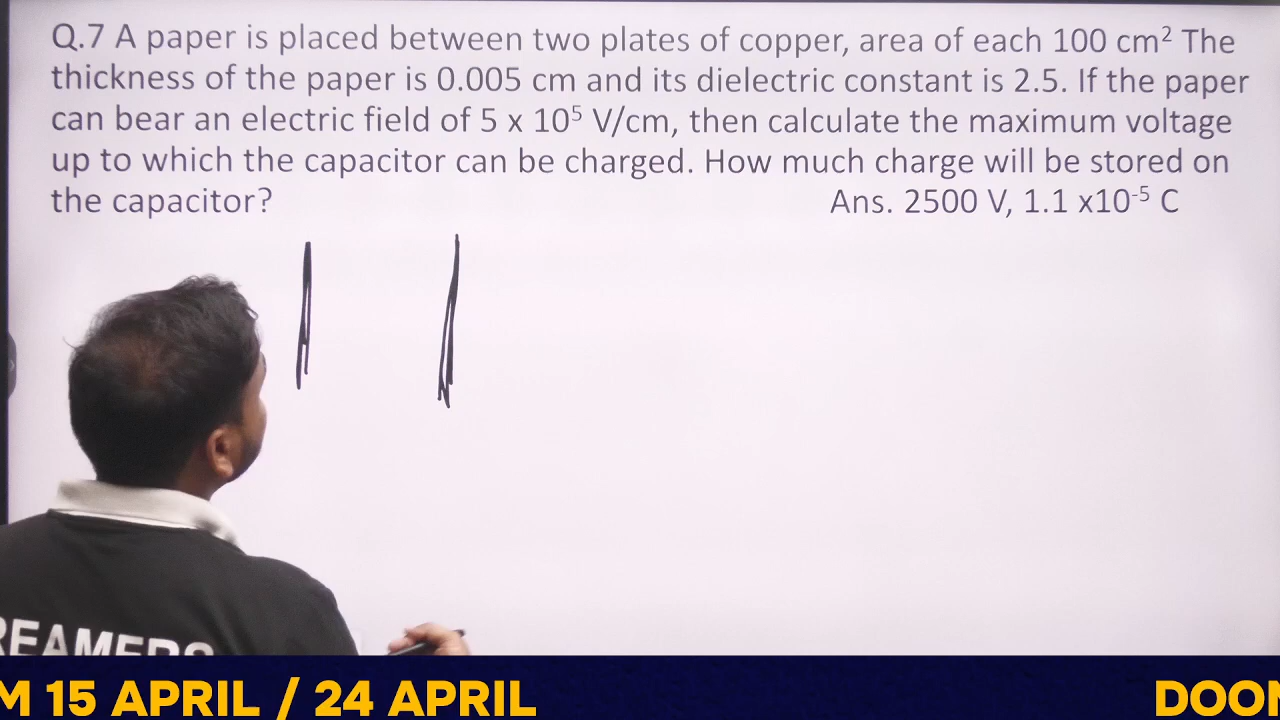 Q.7 A paper is placed between two plates of copper, area of each 100 cm² The
thickness of the paper is 0.005 cm and its dielectric constant is 2.5. If the paper
can bear an electric field of 5 x 10⁵ V/cm, then calculate the maximum voltage
up to which the capacitor can be charged. How much charge will be stored on
the capacitor? Ans. 2500 V, 1.1 x10⁻⁵ C
REAMERS
M 15 APRIL / 24 APRIL DOON